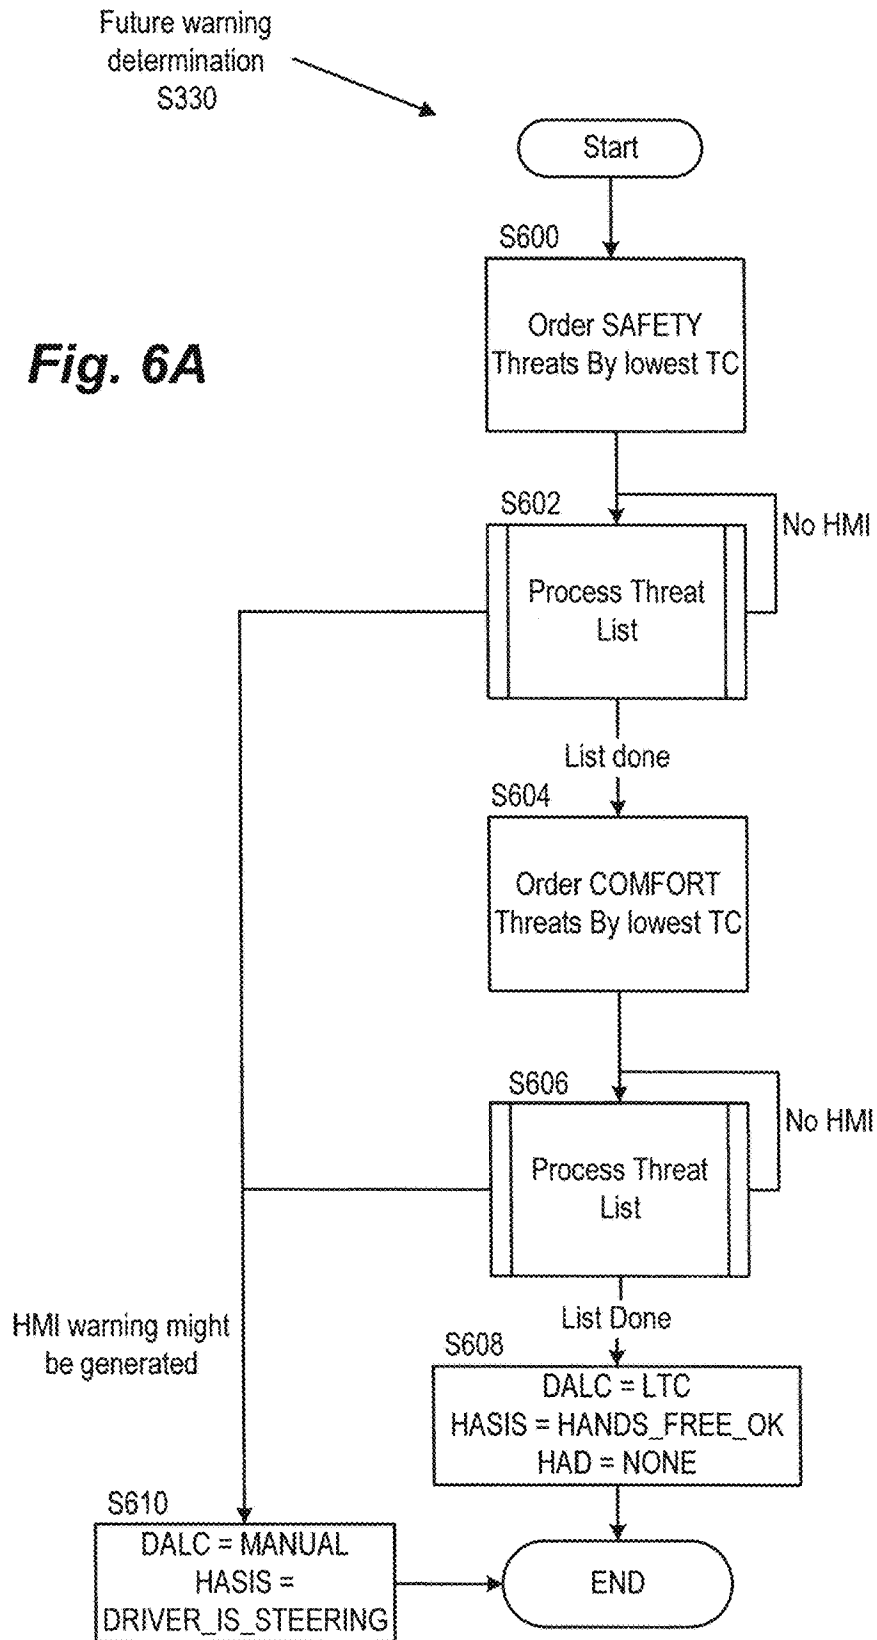 Future warning
determination
S330
Start
S600
Order SAFETY
Threats By lowest TC
Fig. 6A
S602
No HMI
Process Threat
List
List done
S604
Order COMFORT
Threats By lowest TC
S606
No HMI
Process Threat
List
HMI warning might
be generated
List Done
S608
DALC = LTC
HASIS = HANDS_FREE_OK
HAD = NONE
S610
DALC = MANUAL
HASIS =
DRIVER_IS_STEERING
END